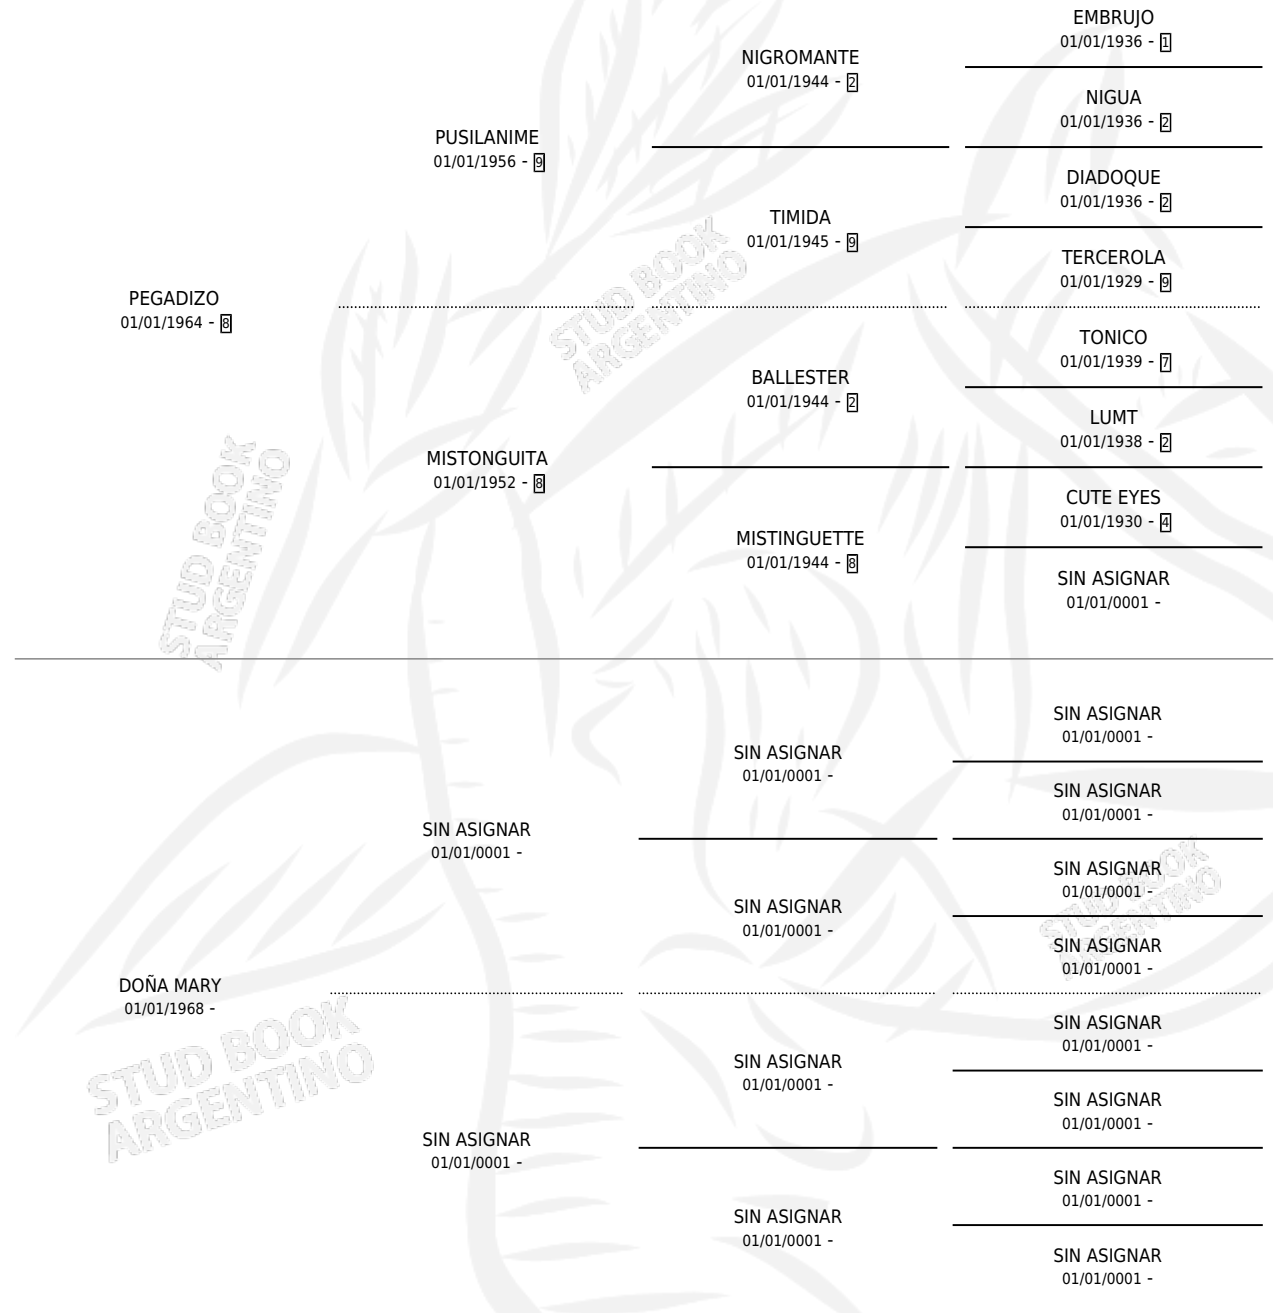 EMBRUJO
01/01/1936 - 1
NIGROMANTE
01/01/1944 - 2
NIGUA
01/01/1936 - 2
PUSILANIME
01/01/1956 - 9
DIADOQUE
01/01/1936 - 2
TIMIDA
01/01/1945 - 9
TERCEROLA
01/01/1929 - 9
PEGADIZO
01/01/1964 - 8
TONICO
01/01/1939 - 7
BALLESTER
01/01/1944 - 2
LUMT
01/01/1938 - 2
MISTONGUITA
01/01/1952 - 8
CUTE EYES
01/01/1930 - 4
MISTINGUETTE
01/01/1944 - 8
SIN ASIGNAR
01/01/0001 -
SIN ASIGNAR
01/01/0001 -
SIN ASIGNAR
01/01/0001 -
SIN ASIGNAR
01/01/0001 -
SIN ASIGNAR
01/01/0001 -
SIN ASIGNAR
01/01/0001 -
SIN ASIGNAR
01/01/0001 -
SIN ASIGNAR
01/01/0001 -
DOÑA MARY
01/01/1968 -
SIN ASIGNAR
01/01/0001 -
SIN ASIGNAR
01/01/0001 -
SIN ASIGNAR
01/01/0001 -
SIN ASIGNAR
01/01/0001 -
SIN ASIGNAR
01/01/0001 -
SIN ASIGNAR
01/01/0001 -
SIN ASIGNAR
01/01/0001 -
STUD BOOK
ARGENTINO
STUD BOOK
ARGENTINO
STUD BOOK
ARGENTINO
STUD BOOK
ARGENTINO